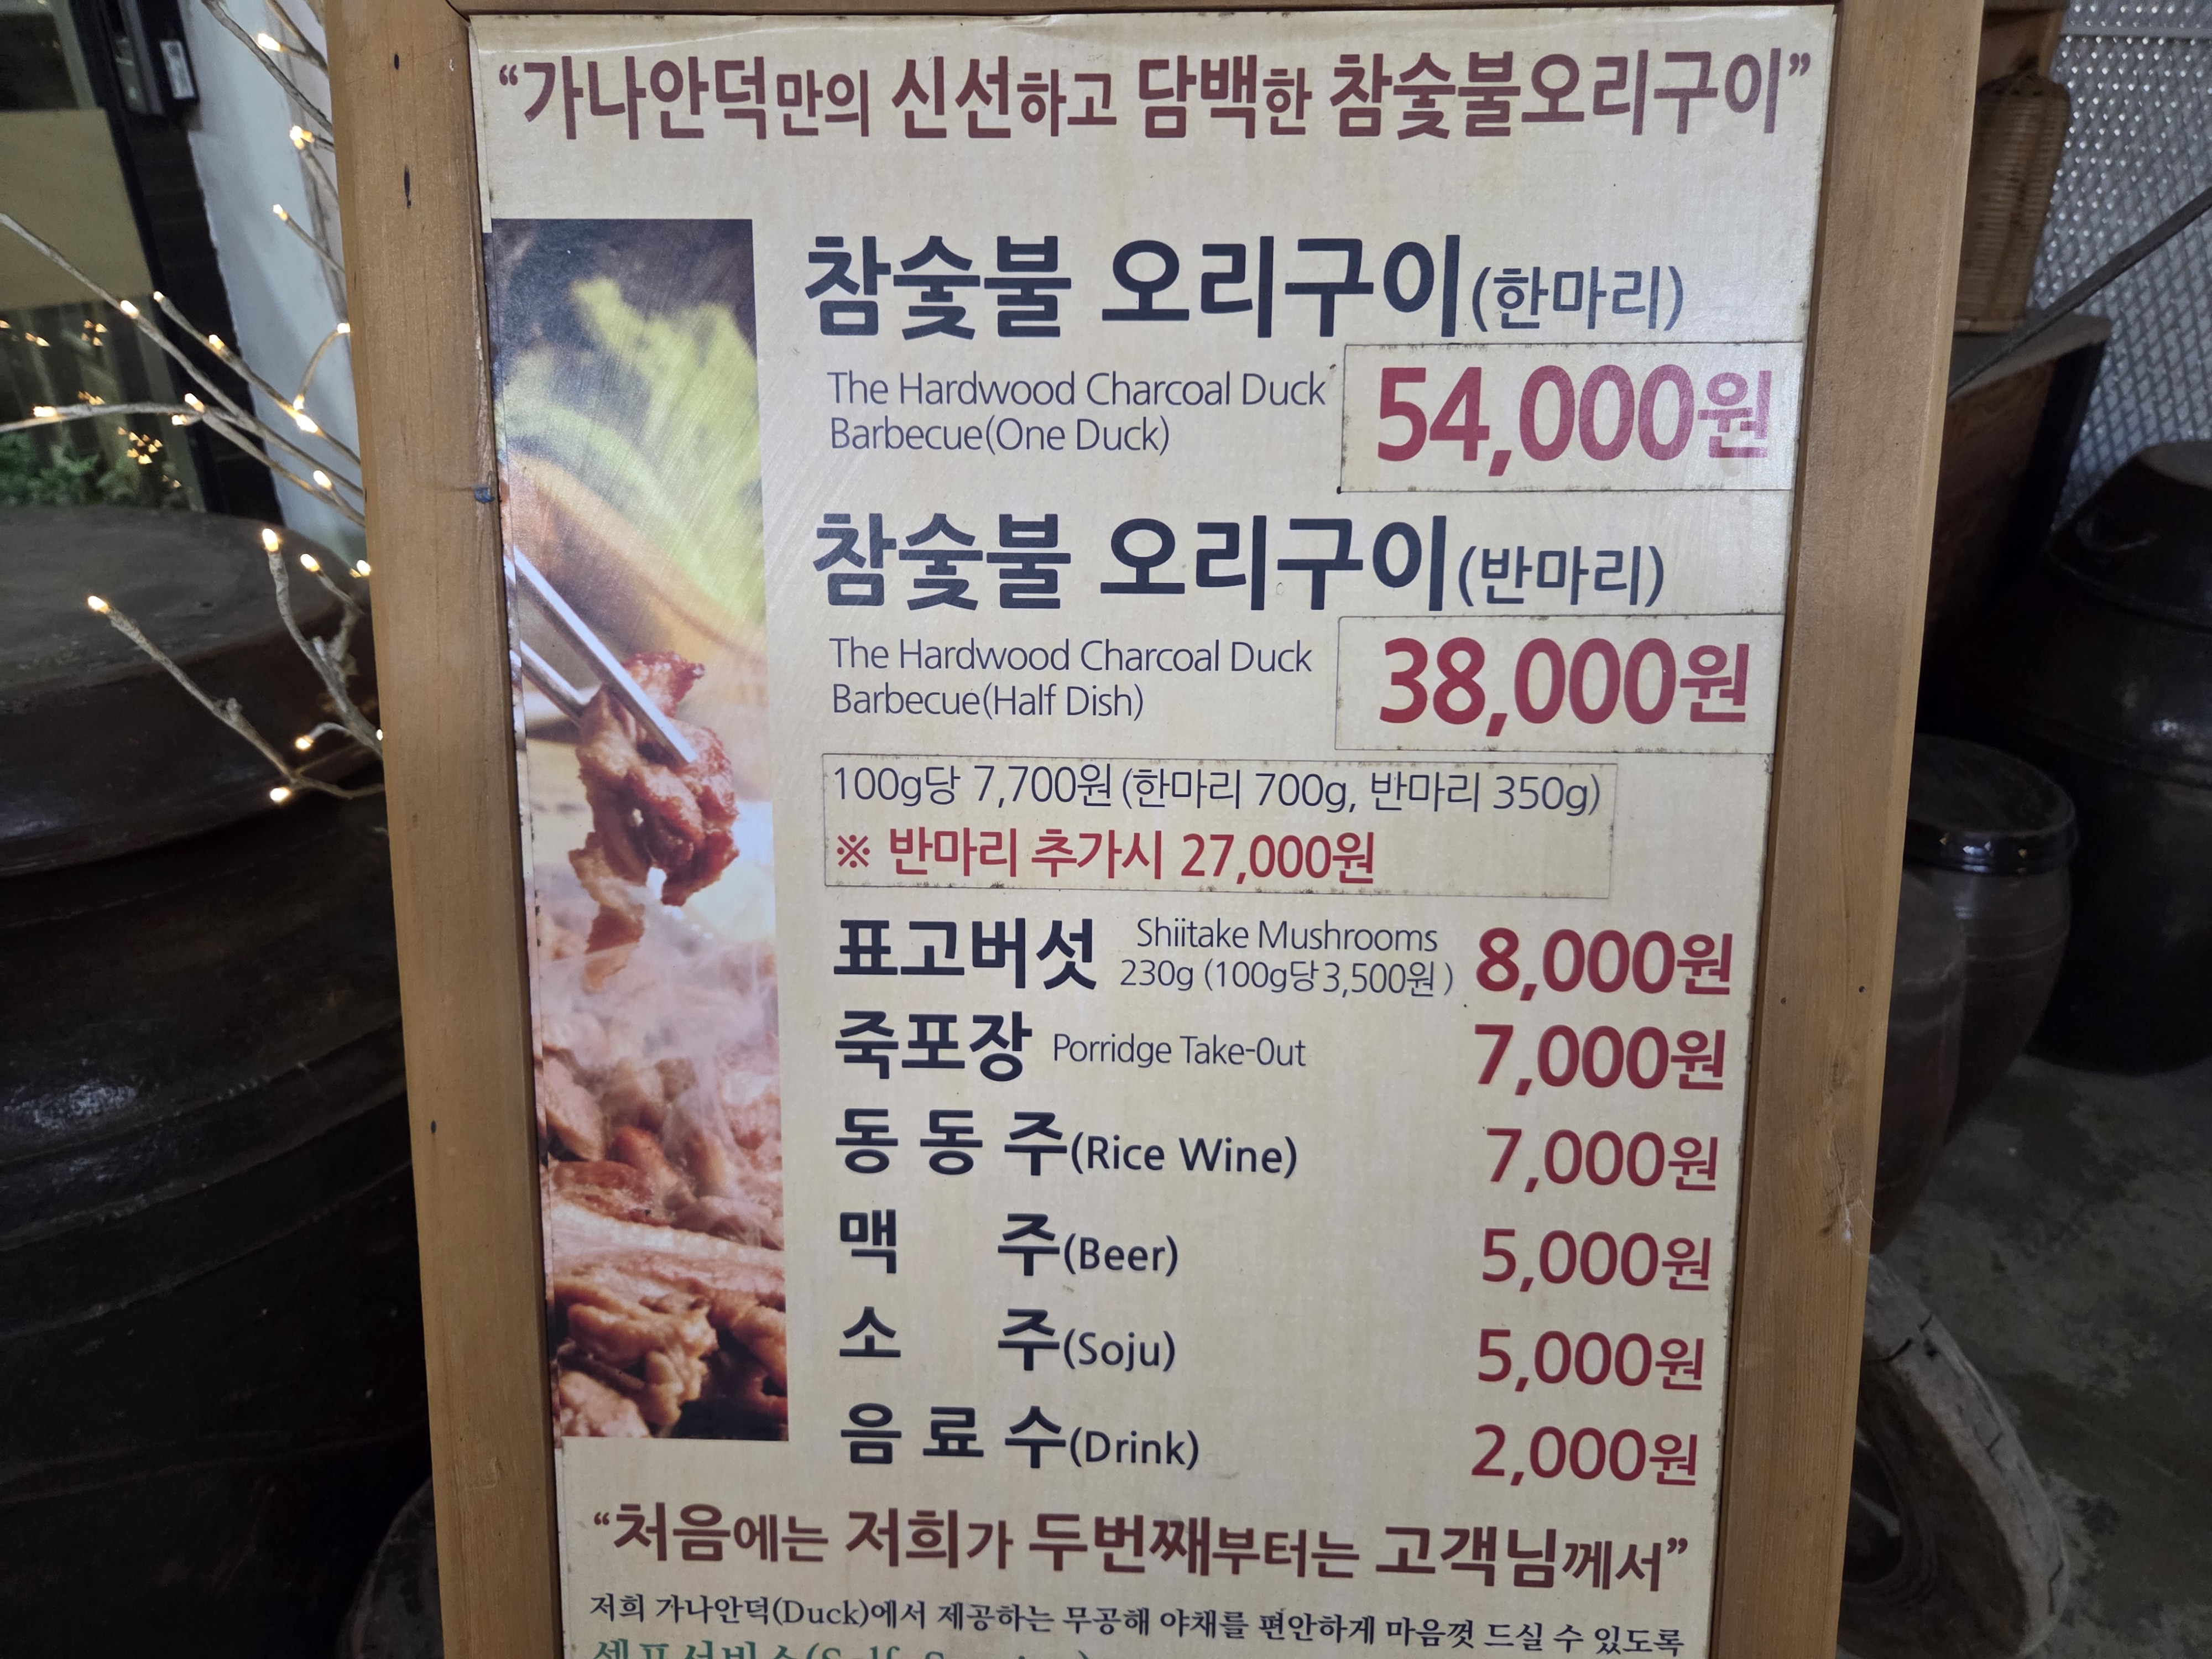 “가나안덕만의 신선하고 담백한 참숯불오리구이”
참숯불 오리구이(한마리)
The Hardwood Charcoal Duck
Barbecue(One Duck)
54,000원
참숯불 오리구이(반마리)
The Hardwood Charcoal Duck
Barbecue(Half Dish)
38,000원
100g당 7,700원 (한마리 700g, 반마리 350g)
※ 반마리 추가시 27,000원
표고버섯 Shiitake Mushrooms
230g (100g당3,500원 ) 8,000원
죽포장 Porridge Take-Out 7,000원
동 동 주(Rice Wine) 7,000원
맥 주(Beer) 5,000원
소 주(Soju) 5,000원
음 료 수(Drink) 2,000원
“처음에는 저희가 두번째부터는 고객님께서”
저희 가나안덕(Duck)에서 제공하는 무공해 야채를 편안하게 마음껏 드실 수 있도록